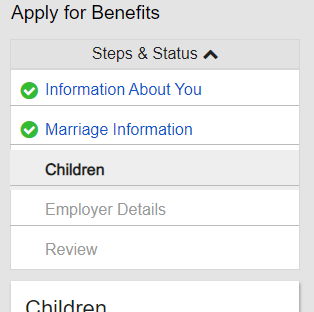 Apply for Benefits
Steps & Status
Information About You
Marriage Information
Children
Employer Details
Review
Children